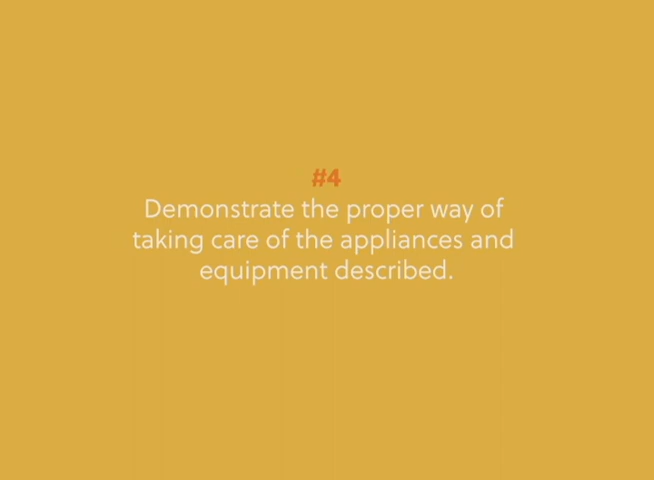 #4
Demonstrate the proper way of
taking care of the appliances and
equipment described.